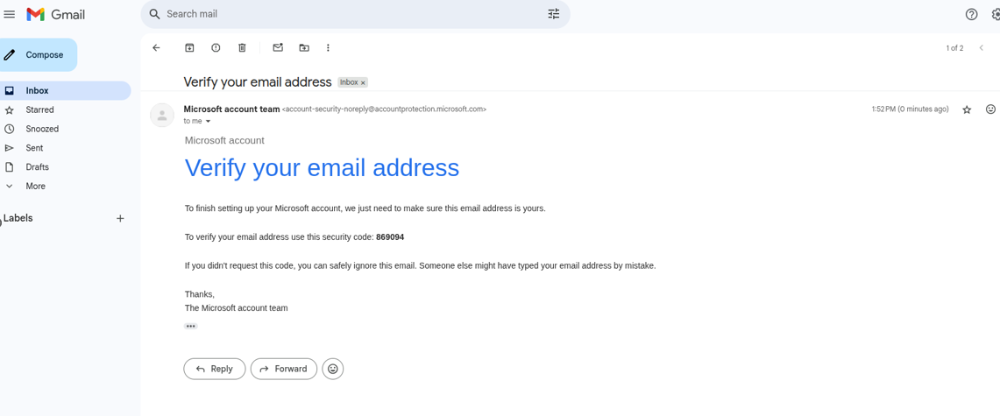 Gmail
Search mail
Compose
1 of 2
Verify your email address Inbox ×
Inbox
Microsoft account team <account-security-noreply@accountprotection.microsoft.com> 1:52 PM (0 minutes ago)
Starred
to me
Snoozed
Microsoft account
Sent
Verify your email address
Drafts
More
To finish setting up your Microsoft account, we just need to make sure this email address is yours.
Labels
To verify your email address use this security code: 869094
If you didn't request this code, you can safely ignore this email. Someone else might have typed your email address by mistake.
Thanks,
The Microsoft account team
Reply Forward